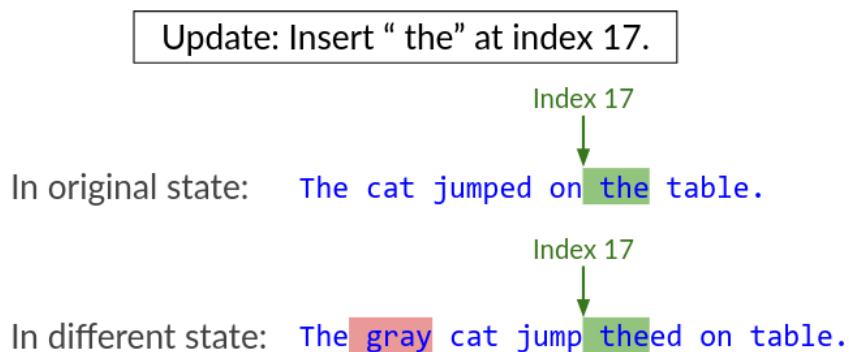 Update: Insert “ the” at index 17.
Index 17
In original state: The cat jumped on the table.
Index 17
In different state: The gray cat jump theed on table.